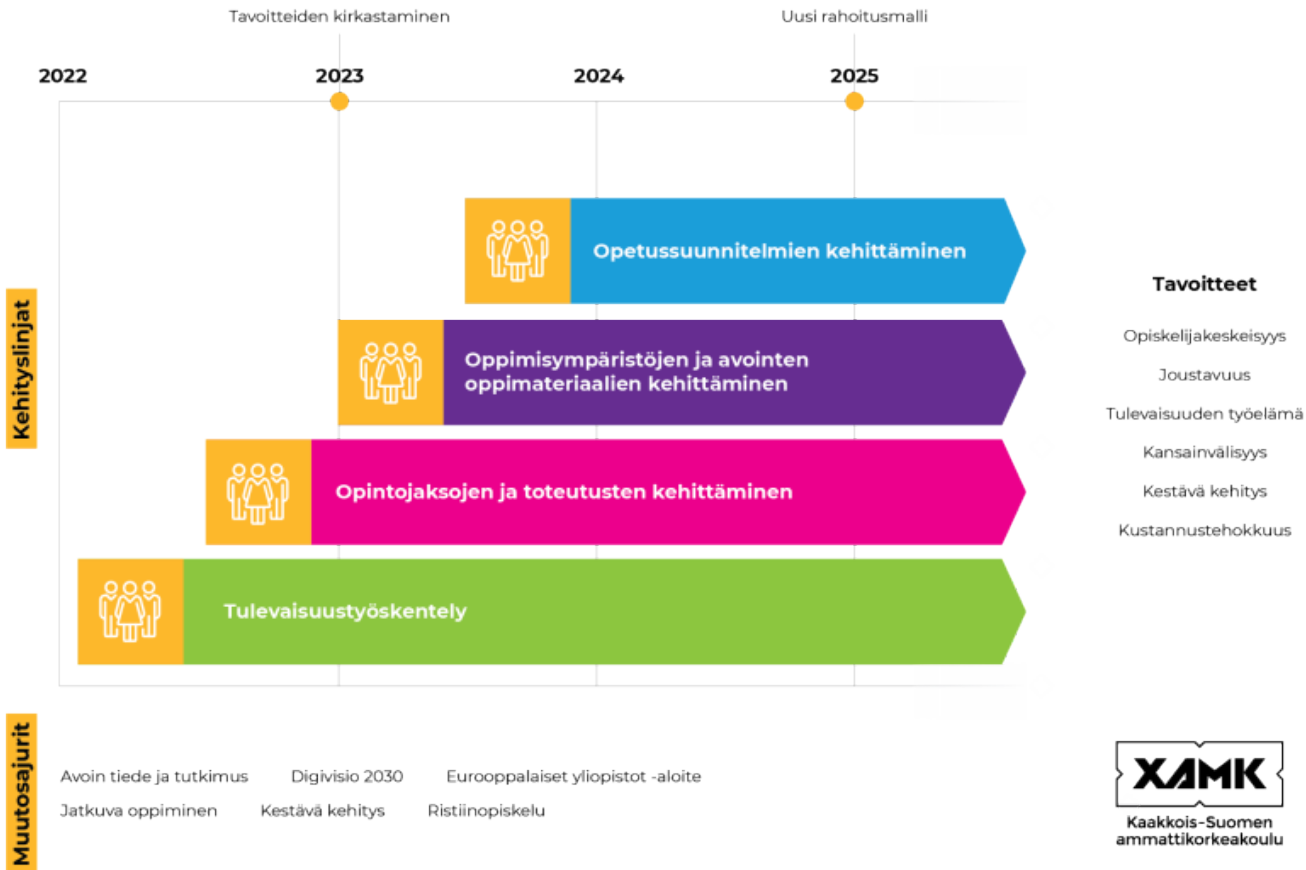 Tavoitteiden kirkastaminen
Uusi rahoitusmalli
2022
2023
2024
2025
Kehityslinjat
Opetussuunnitelmien kehittäminen
Oppimisympäristöjen ja avointen
oppimateriaalien kehittäminen
Opintojaksojen ja toteutusten kehittäminen
Tulevaisuustyöskentely
Tavoitteet
Opiskelijakeskeisyys
Joustavuus
Tulevaisuuden työelämä
Kansainvälisyys
Kestävä kehitys
Kustannustehokkuus
Muutosajurit
Avoin tiede ja tutkimus
Digivisio 2030
Eurooppalaiset yliopistot -aloite
Jatkuva oppiminen
Kestävä kehitys
Ristiinopiskelu
XAMK
Kaakkois-Suomen
ammattikorkeakoulu